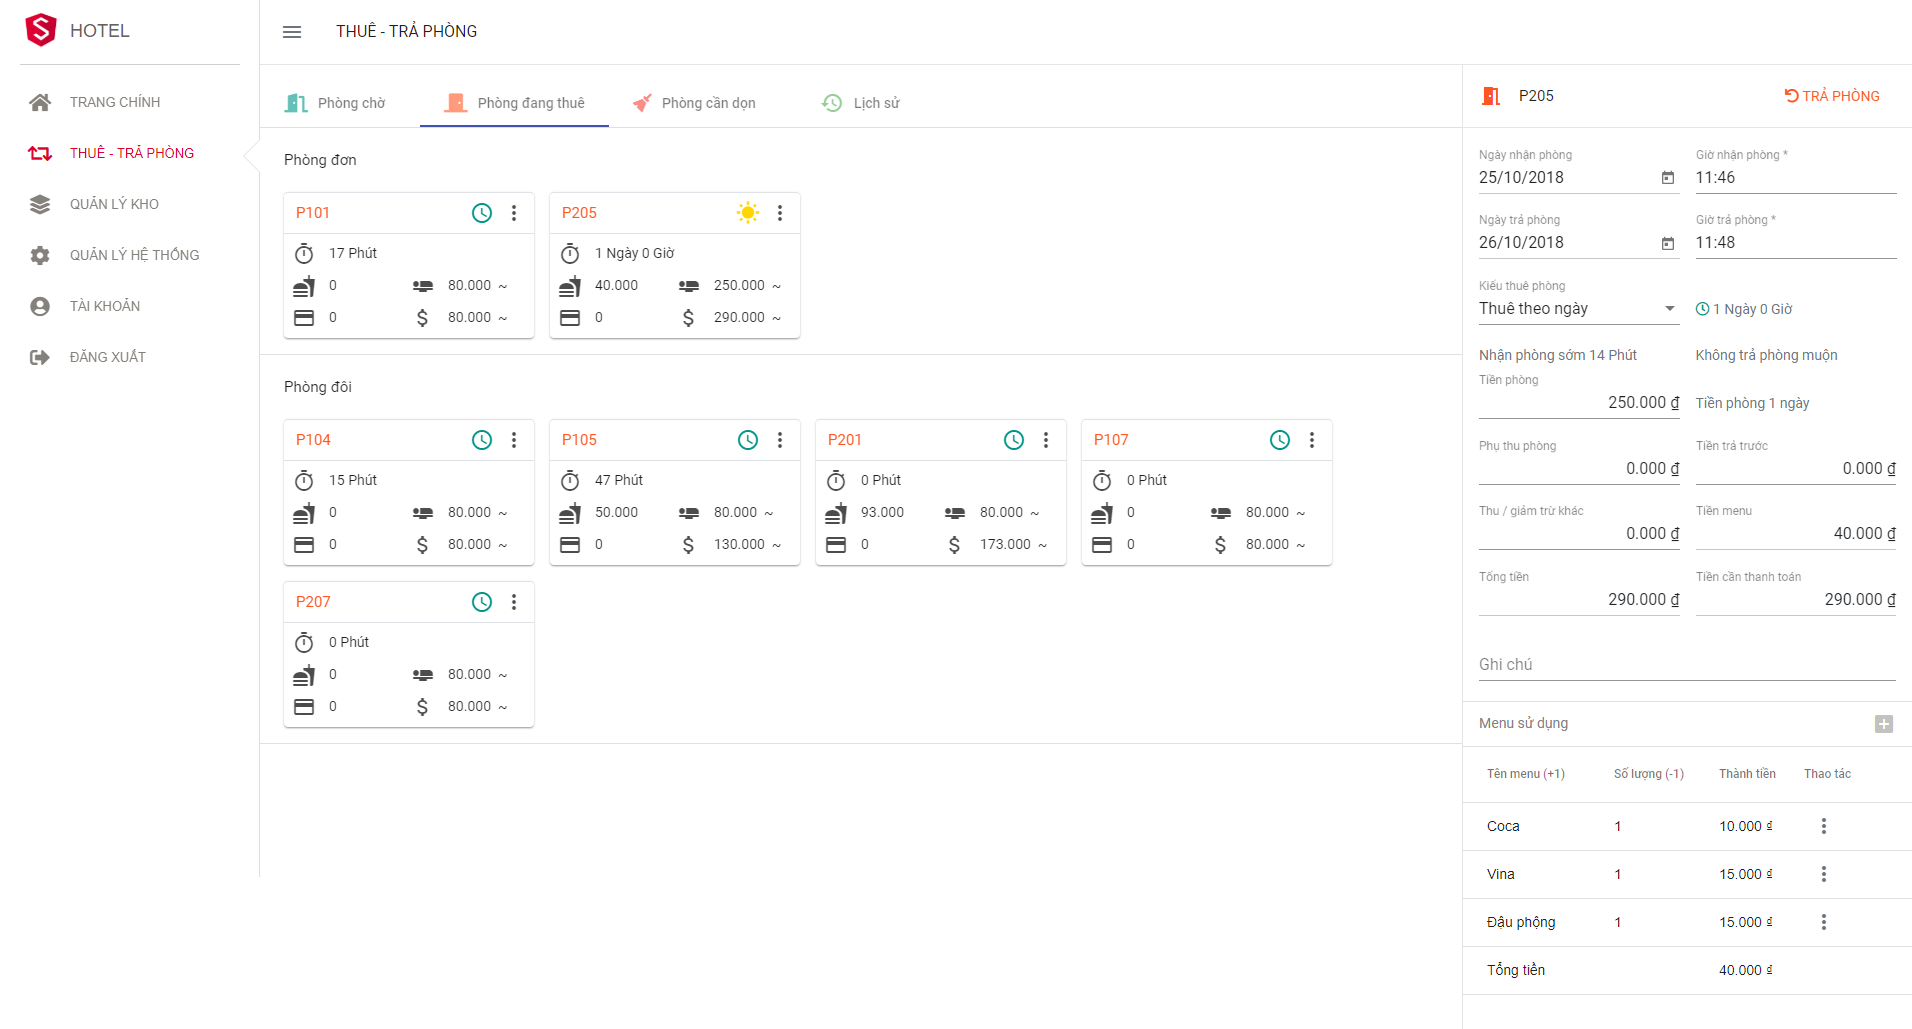 HOTEL
TRANG CHÍNH
THUÊ - TRẢ PHÒNG
QUẢN LÝ KHO
QUẢN LÝ HỆ THỐNG
TÀI KHOẢN
ĐĂNG XUẤT
THUÊ - TRẢ PHÒNG
Phòng chờ
Phòng đang thuê
Phòng cần dọn
Lịch sử
Phòng đơn
P101
17 Phút
0 80.000 ~
0 80.000 ~
P205
1 Ngày 0 Giờ
40.000 250.000 ~
0 290.000 ~
Phòng đôi
P104
15 Phút
0 80.000 ~
0 80.000 ~
P105
47 Phút
50.000 80.000 ~
0 130.000 ~
P201
0 Phút
93.000 80.000 ~
0 173.000 ~
P107
0 Phút
0 80.000 ~
0 80.000 ~
P207
0 Phút
0 80.000 ~
0 80.000 ~
P205 TRẢ PHÒNG
Ngày nhận phòng Giờ nhận phòng *
25/10/2018 11:46
Ngày trả phòng Giờ trả phòng *
26/10/2018 11:48
Kiểu thuê phòng
Thuê theo ngày 1 Ngày 0 Giờ
Nhận phòng sớm 14 Phút Không trả phòng muộn
Tiền phòng
250.000 ₫ Tiền phòng 1 ngày
Phụ thu phòng Tiền trả trước
0.000 ₫ 0.000 ₫
Thu / giảm trừ khác Tiền menu
0.000 ₫ 40.000 ₫
Tổng tiền Tiền cần thanh toán
290.000 ₫ 290.000 ₫
Ghi chú
Menu sử dụng
Tên menu (+1) Số lượng (-1) Thành tiền Thao tác
Coca 1 10.000 ₫
Vina 1 15.000 ₫
Đậu phộng 1 15.000 ₫
Tổng tiền 40.000 ₫